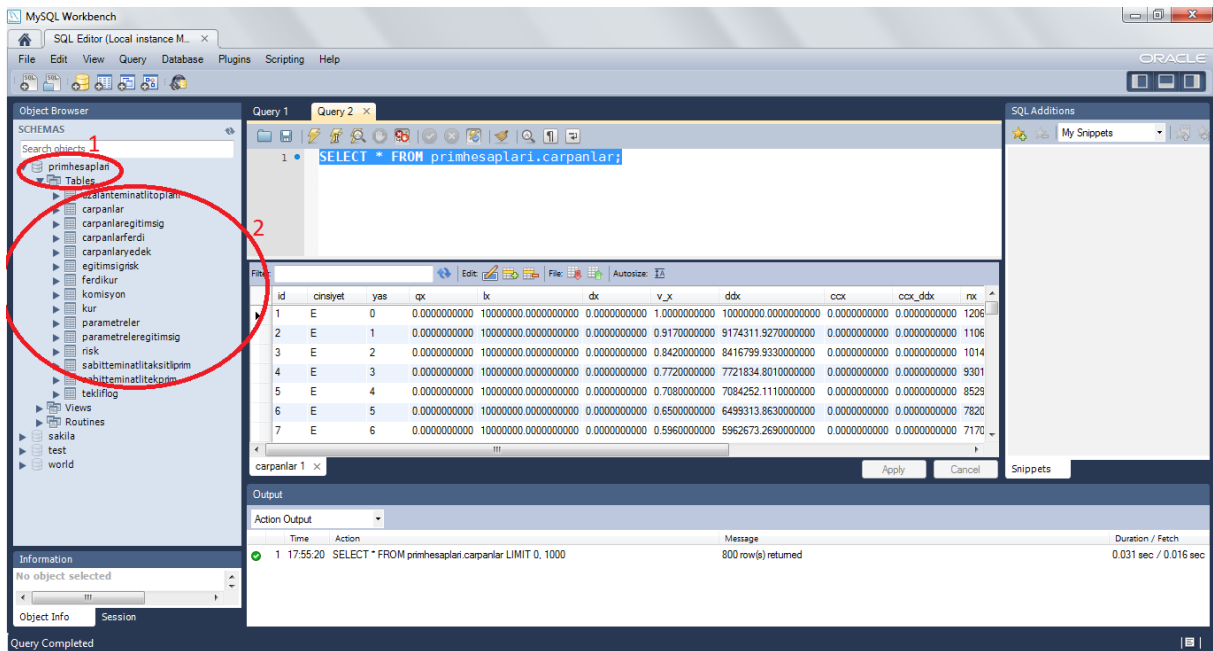 MySQL Workbench
SQL Editor (Local instance M...
File Edit View Query Database Plugins Scripting Help
ORACLE
Object Browser
SCHEMAS
Search objects
1
primhesaplari
Tables
azalanteminatlitoplani
carpanlar
carpanlaregitimsig
carpanlarferdi
carpanlaryedek
egitimsigrisk
ferdikur
komisyon
kur
parametreler
parametreleregitimsig
risk
sabitteminatlitaksitliprim
sabitteminatlitekprim
tekliflog
Views
Routines
sakila
test
world
2
Information
No object selected
Object Info Session
Query Completed
Query 1 Query 2
1 SELECT * FROM primhesaplari.carpanlar;
Filter: Edit: File: Autosize:
id cinsiyet yas qx lx dx v_x ddx ccx ccx_ddx nx
1 E 0 0.0000000000 10000000.0000000000 0.0000000000 1.0000000000 10000000.0000000000 0.0000000000 0.0000000000 1206
2 E 1 0.0000000000 10000000.0000000000 0.0000000000 0.9170000000 9174311.9270000000 0.0000000000 0.0000000000 1106
3 E 2 0.0000000000 10000000.0000000000 0.0000000000 0.8420000000 8416799.9330000000 0.0000000000 0.0000000000 1014
4 E 3 0.0000000000 10000000.0000000000 0.0000000000 0.7720000000 7721834.8010000000 0.0000000000 0.0000000000 9301
5 E 4 0.0000000000 10000000.0000000000 0.0000000000 0.7080000000 7084252.1110000000 0.0000000000 0.0000000000 8529
6 E 5 0.0000000000 10000000.0000000000 0.0000000000 0.6500000000 6499313.8630000000 0.0000000000 0.0000000000 7820
7 E 6 0.0000000000 10000000.0000000000 0.0000000000 0.5960000000 5962673.2690000000 0.0000000000 0.0000000000 7170
carpanlar 1
Apply Cancel
Output
Action Output
Time Action Message Duration / Fetch
1 17:55:20 SELECT * FROM primhesaplari.carpanlar LIMIT 0, 1000 800 row(s) returned 0.031 sec / 0.016 sec
SQL Additions
My Snippets
Snippets